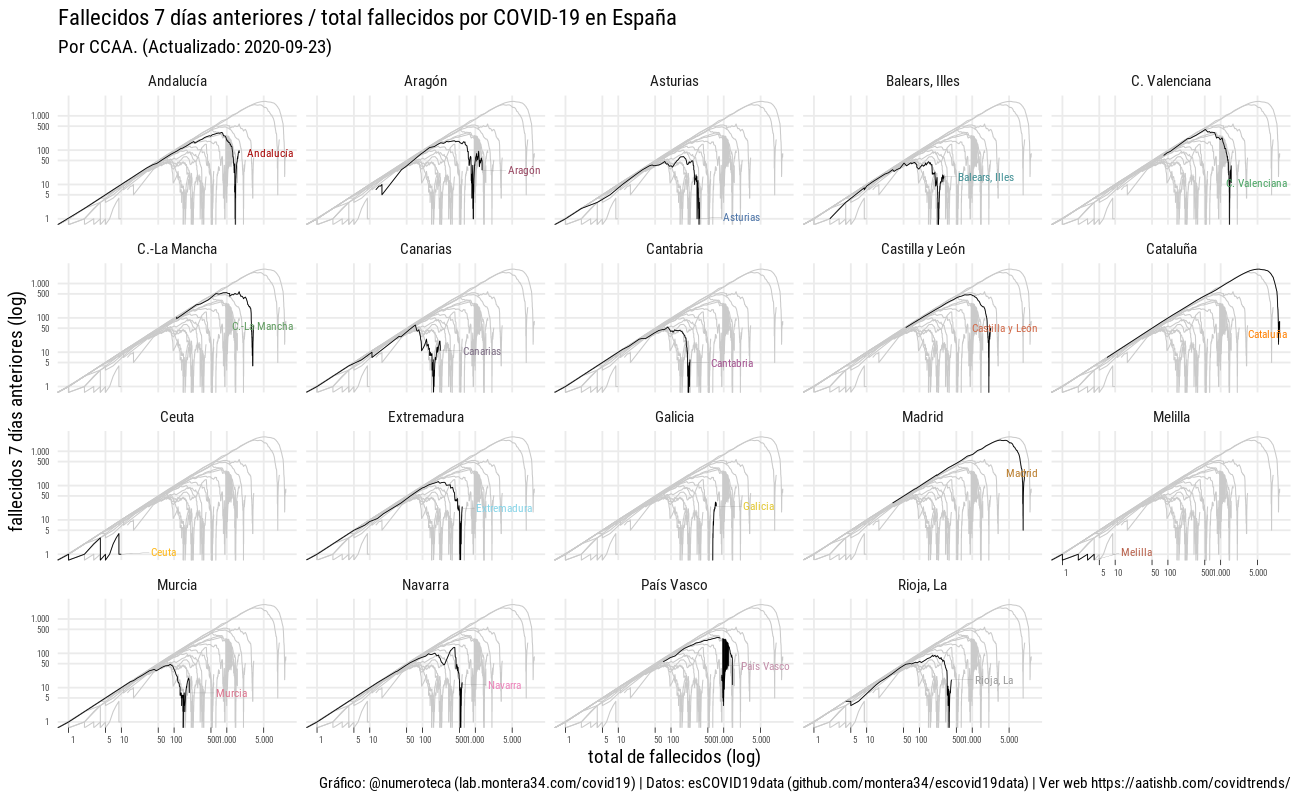 Fallecidos 7 días anteriores / total fallecidos por COVID-19 en España
Por CCAA. (Actualizado: 2020-09-23)
Andalucía Aragón Asturias Balears, Illes C. Valenciana
1.000
500
100
50
10
5
1
Andalucía Aragón Asturias Balears, Illes C. Valenciana
C.-La Mancha Canarias Cantabria Castilla y León Cataluña
1.000
500
100
50
10
5
1
C.-La Mancha Canarias Cantabria Castilla y León Cataluña
Ceuta Extremadura Galicia Madrid Melilla
1.000
500
100
50
10
5
1
Ceuta Extremadura Galicia Madrid Melilla
1 5 10 50 100 500 1.000 5.000
Murcia Navarra País Vasco Rioja, La
1.000
500
100
50
10
5
1
Murcia Navarra País Vasco Rioja, La
1 5 10 50 100 500 1.000 5.000 1 5 10 50 100 500 1.000 5.000 1 5 10 50 100 500 1.000 5.000 1 5 10 50 100 500 1.000 5.000
fallecidos 7 días anteriores (log)
total de fallecidos (log)
Gráfico: @numeroteca (lab.montera34.com/covid19) | Datos: esCOVID19data (github.com/montera34/escovid19data) | Ver web https://aatishb.com/covidtrends/